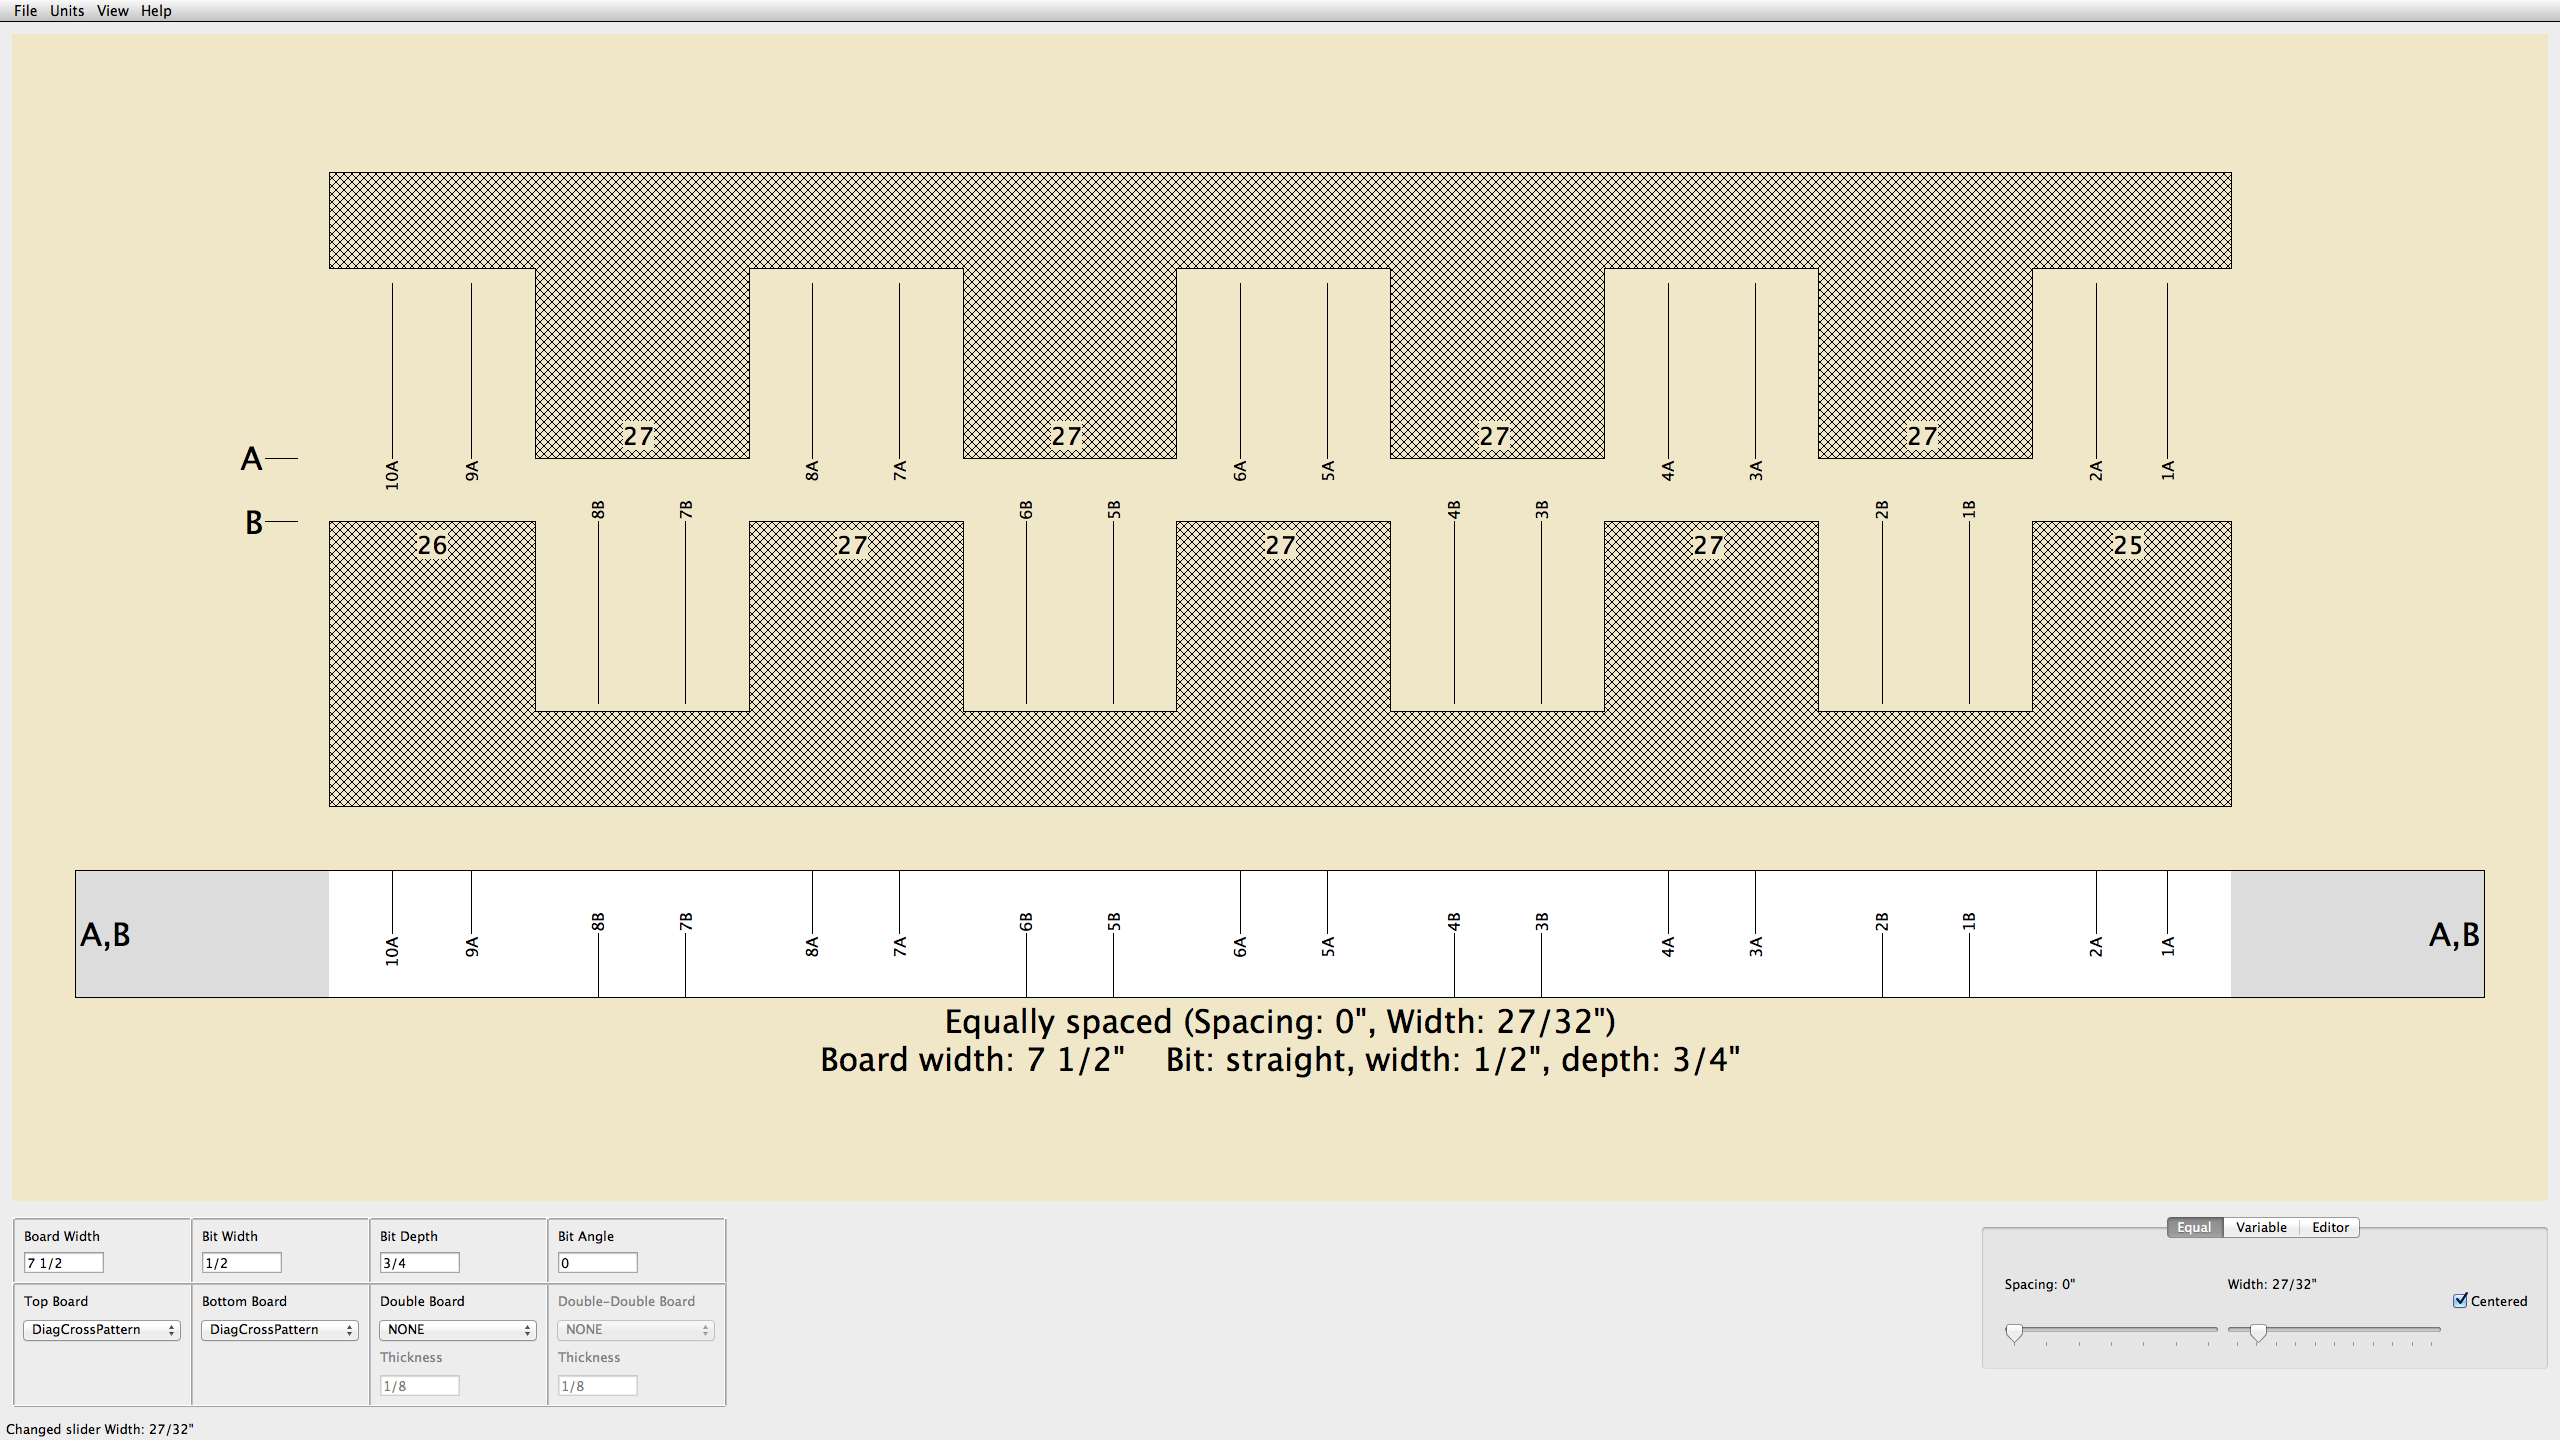 File Units View Help
27 27 27 27
A
10A 9A 8A 7A 6A 5A 4A 3A 2A 1A
8B 7B 6B 5B 4B 3B 2B 1B
B
26 27 27 27 25
A,B 10A 9A 8B 7B 8A 7A 6B 5B 6A 5A 4B 3B 4A 3A 2B 1B 2A 1A A,B
Equally spaced (Spacing: 0", Width: 27/32")
Board width: 7 1/2" Bit: straight, width: 1/2", depth: 3/4"
Board Width Bit Width Bit Depth Bit Angle
7 1/2 1/2 3/4 0
Top Board Bottom Board Double Board Double-Double Board
DiagCrossPattern DiagCrossPattern NONE NONE
Thickness Thickness
1/8 1/8
Equal Variable Editor
Spacing: 0" Width: 27/32"
Centered
Changed slider Width: 27/32"